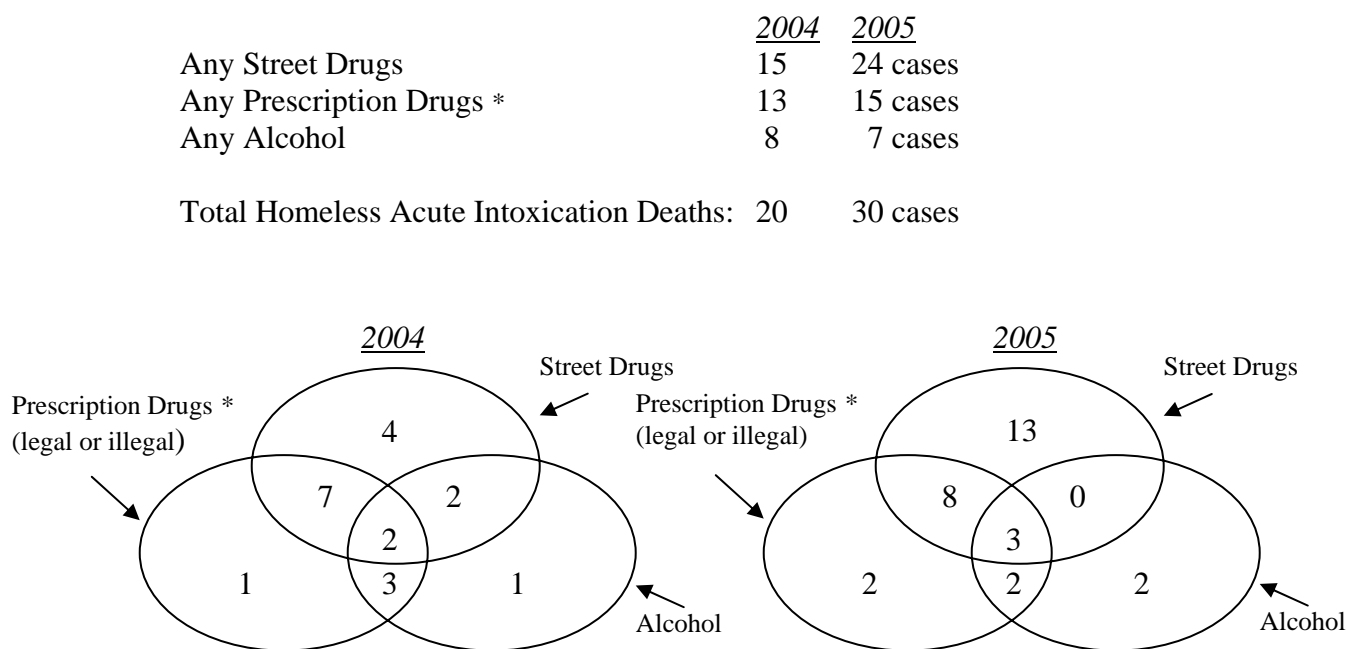 2004 2005
Any Street Drugs 15 24 cases
Any Prescription Drugs * 13 15 cases
Any Alcohol 8 7 cases
Total Homeless Acute Intoxication Deaths: 20 30 cases
2004
Street Drugs
Prescription Drugs *
(legal or illegal)
4
7 2
2
1 3 1
Alcohol
2005
Street Drugs
Prescription Drugs *
(legal or illegal)
13
8 0
3
2 2 2
Alcohol